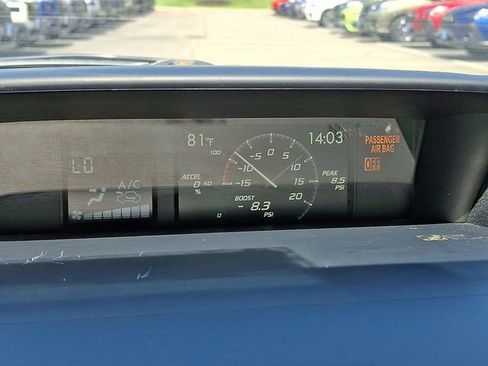 81°F
14:03
PASSENGER
AIR BAG
OFF
LO
A/C
100
50
0
ACCEL
0
%
-15
-10
-5
0
5
10
15
20
PEAK
8.5
PSI
BOOST
- 8.3
PSI